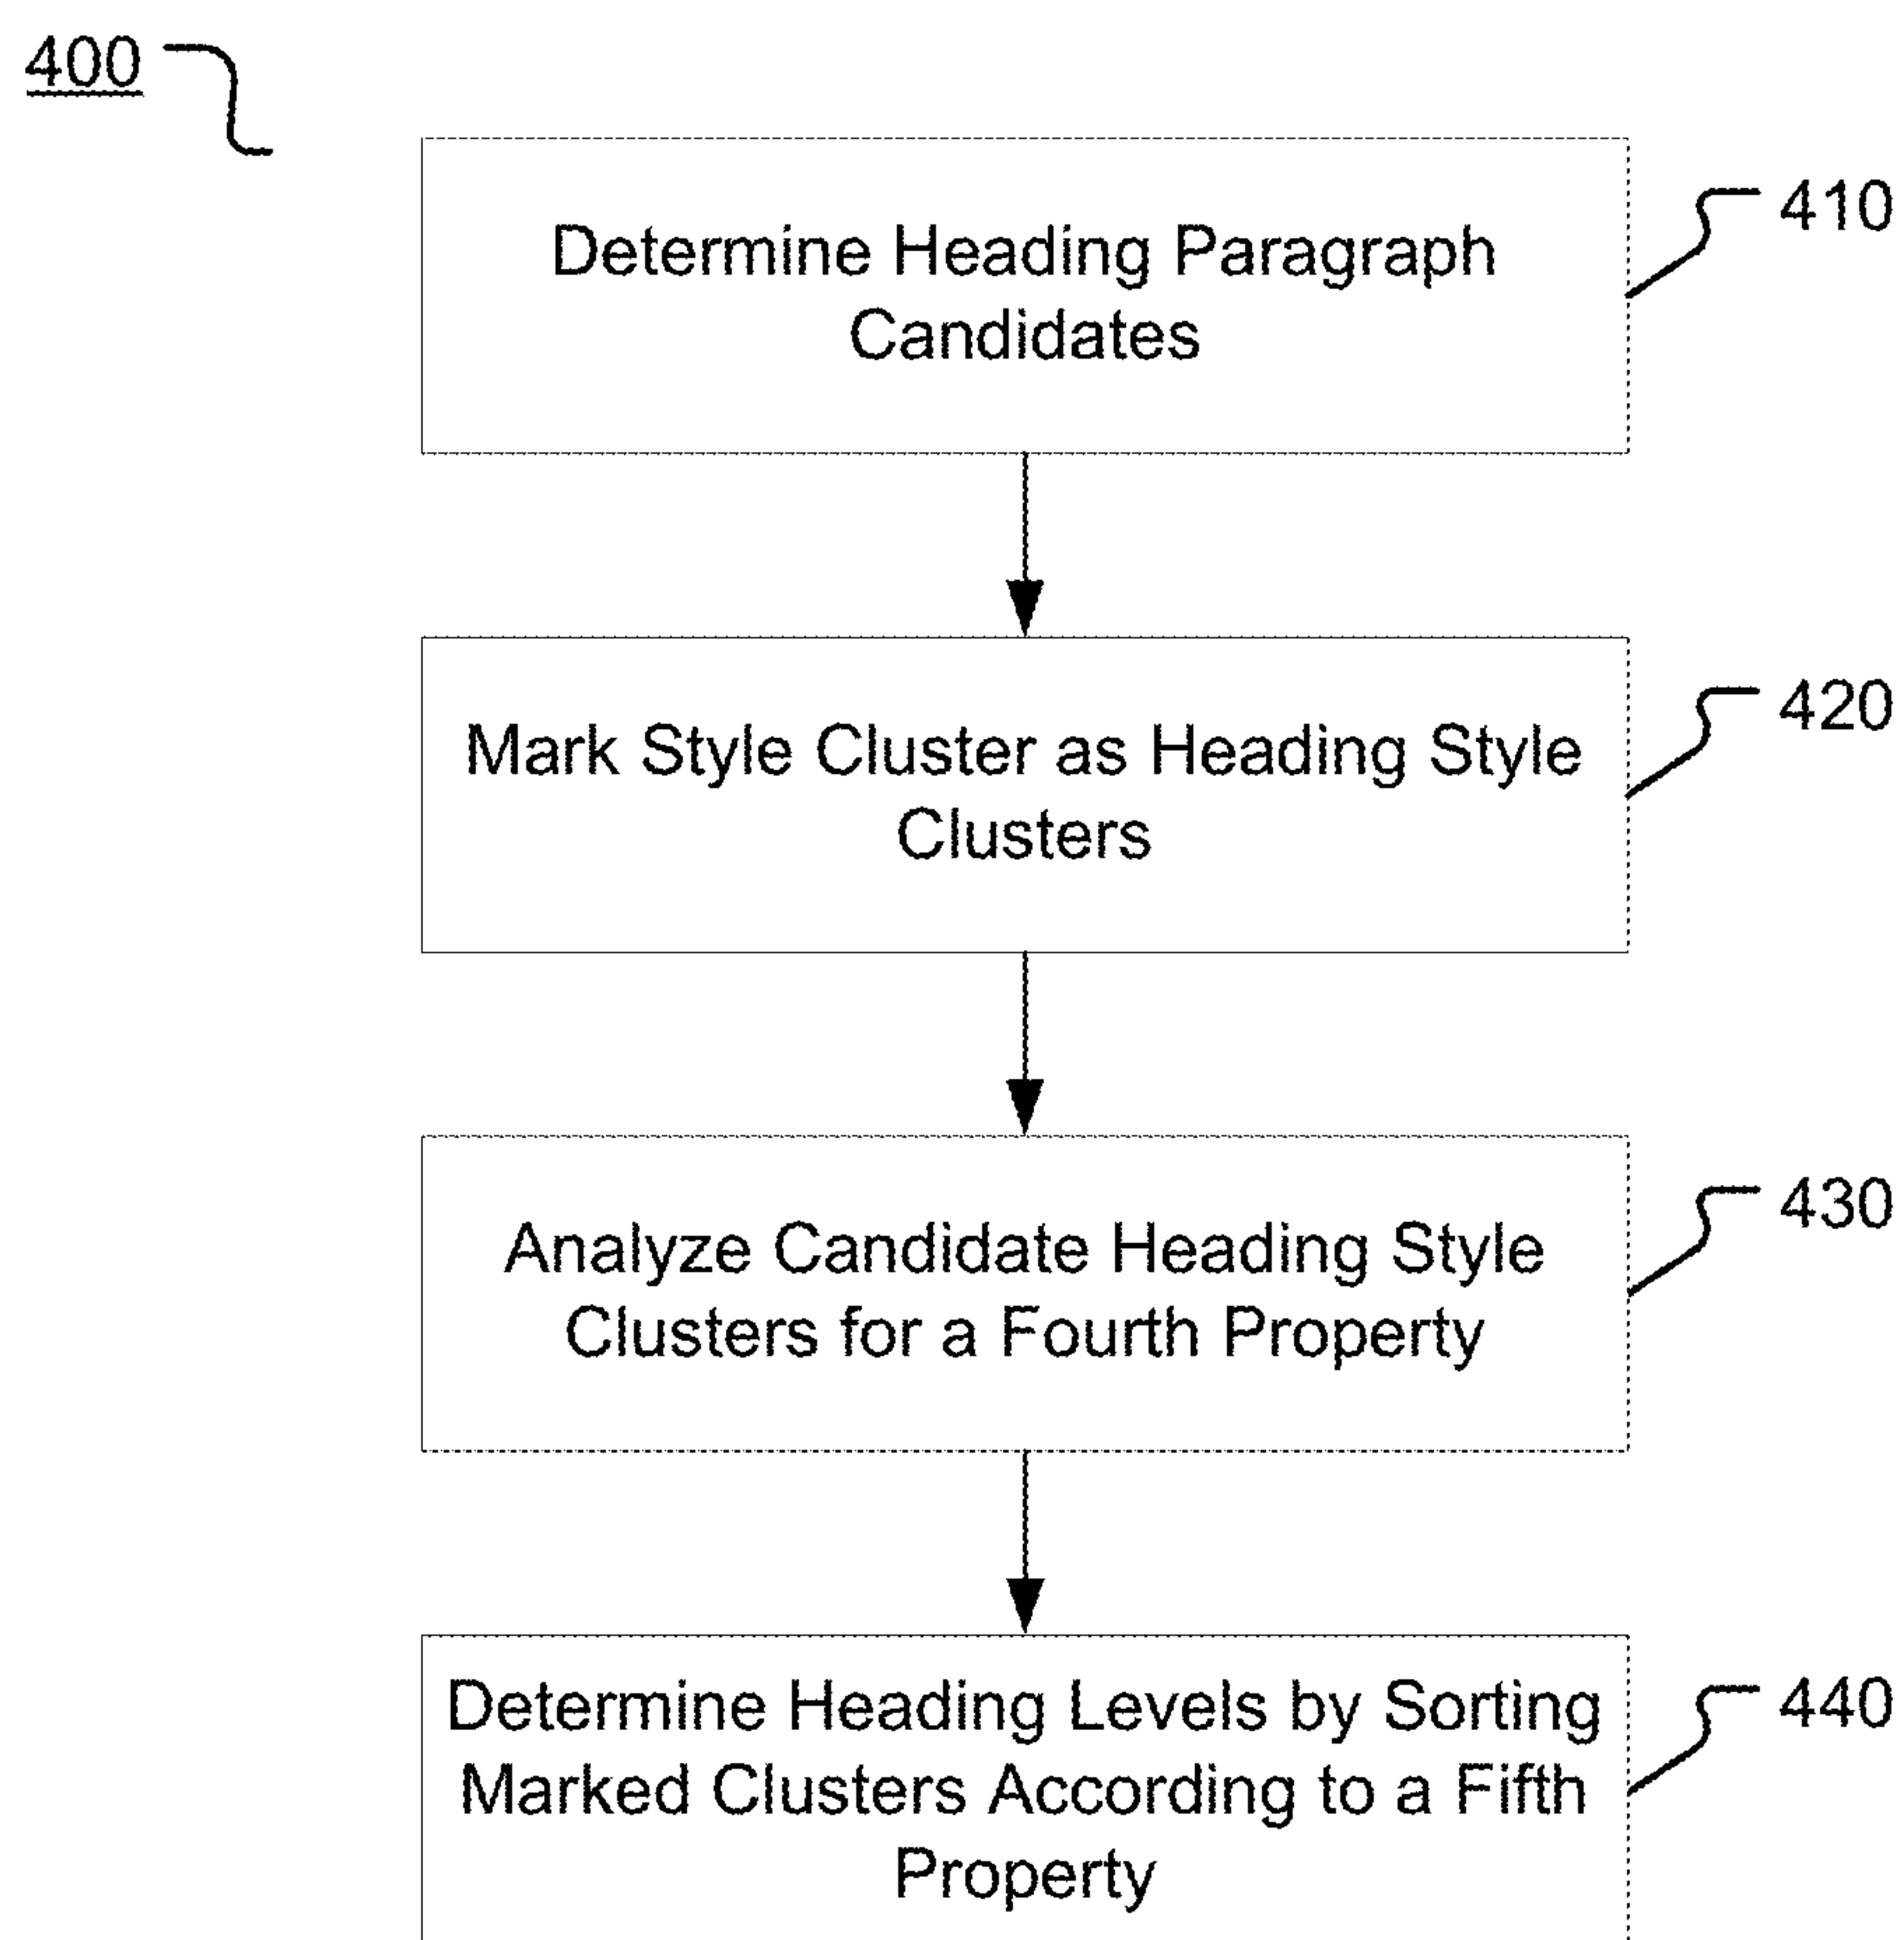 400
Determine Heading Paragraph
Candidates
410
Mark Style Cluster as Heading Style
Clusters
420
Analyze Candidate Heading Style
Clusters for a Fourth Property
430
Determine Heading Levels by Sorting
Marked Clusters According to a Fifth
Property
440